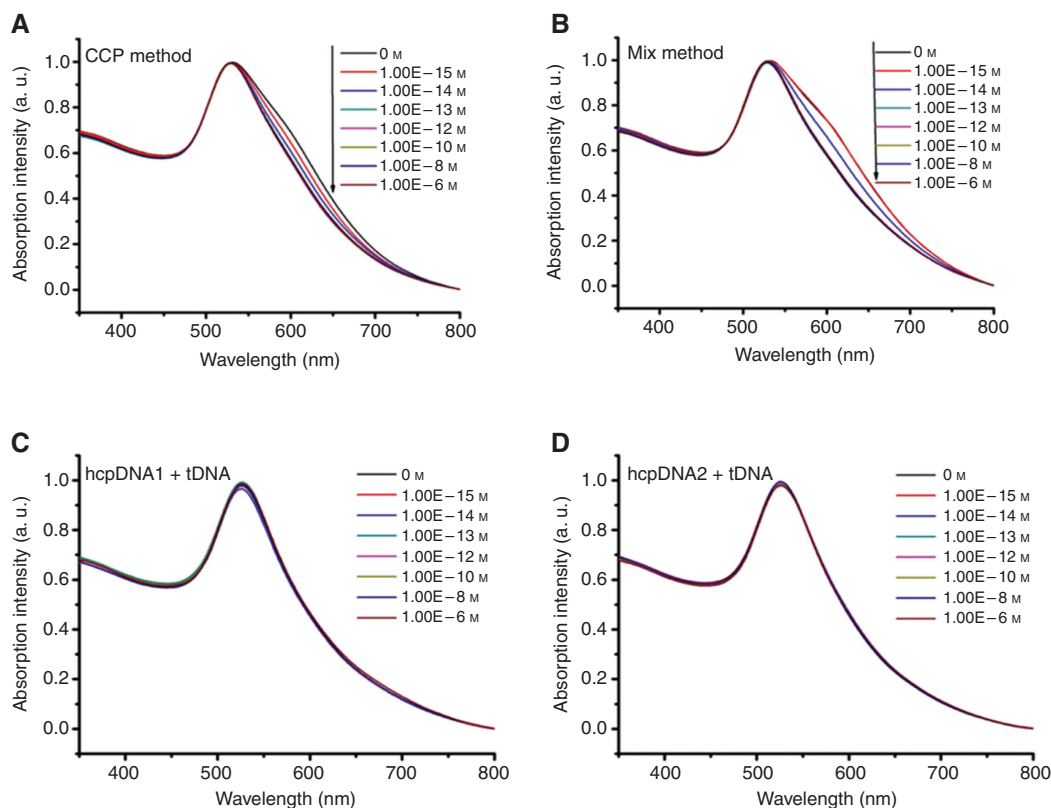 A
CCP method
0 M
1.00E−15 M
1.00E−14 M
1.00E−13 M
1.00E−12 M
1.00E−10 M
1.00E−8 M
1.00E−6 M
Absorption intensity (a. u.)
1.0
0.8
0.6
0.4
0.2
0.0
400 500 600 700 800
Wavelength (nm)
B
Mix method
0 M
1.00E−15 M
1.00E−14 M
1.00E−13 M
1.00E−12 M
1.00E−10 M
1.00E−8 M
1.00E−6 M
Absorption intensity (a. u.)
1.0
0.8
0.6
0.4
0.2
0.0
400 500 600 700 800
Wavelength (nm)
C
hcpDNA1 + tDNA
0 M
1.00E−15 M
1.00E−14 M
1.00E−13 M
1.00E−12 M
1.00E−10 M
1.00E−8 M
1.00E−6 M
Absorption intensity (a. u.)
1.0
0.8
0.6
0.4
0.2
0.0
400 500 600 700 800
Wavelength (nm)
D
hcpDNA2 + tDNA
0 M
1.00E−15 M
1.00E−14 M
1.00E−13 M
1.00E−12 M
1.00E−10 M
1.00E−8 M
1.00E−6 M
Absorption intensity (a. u.)
1.0
0.8
0.6
0.4
0.2
0.0
400 500 600 700 800
Wavelength (nm)